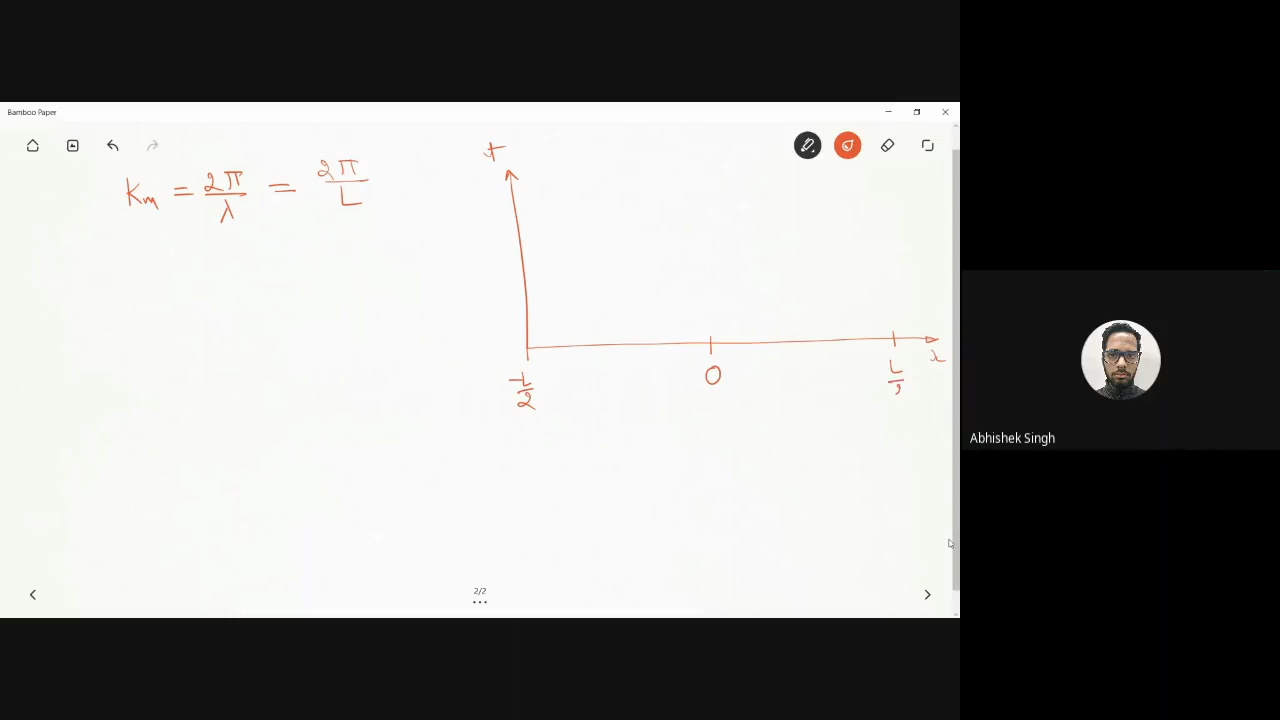 Bamboo Paper
Km = 2π/λ = 2π/L
-L/2
0
L/2
x
Abhishek Singh
2/2